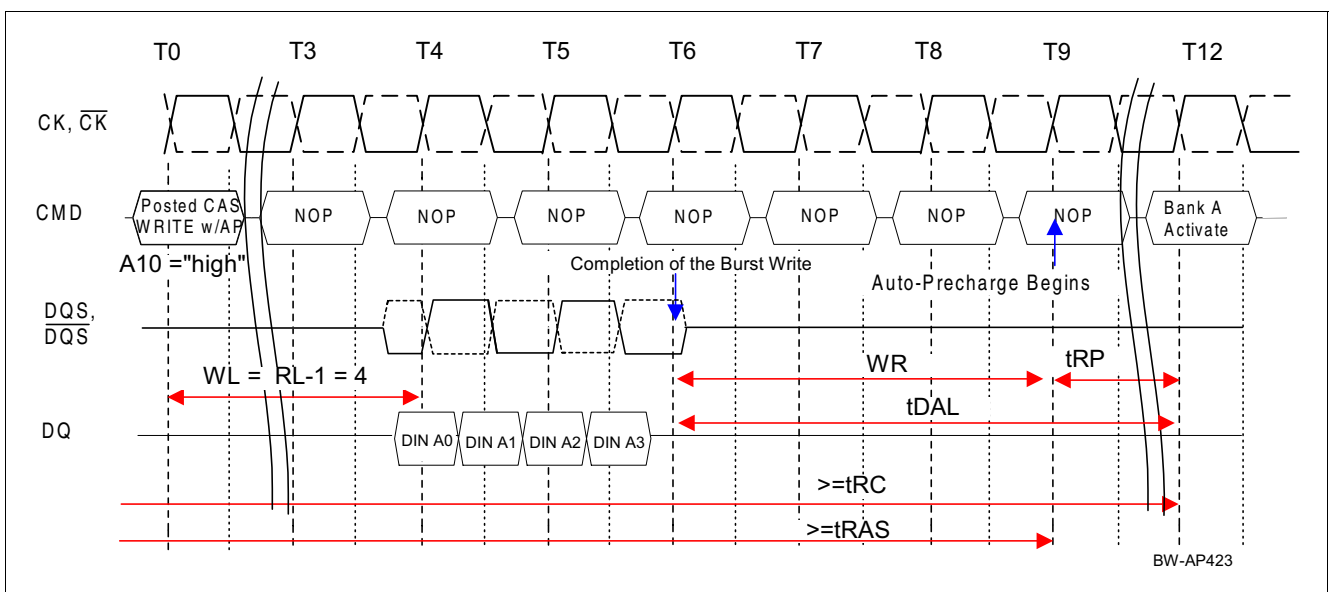 T0 T3 T4 T5 T6 T7 T8 T9 T12
CK, CK
CMD
Posted CAS
WRITE w/AP
NOP NOP NOP NOP NOP NOP NOP
Bank A
Activate
A10 ="high"
Completion of the Burst Write
Auto-Precharge Begins
DQS,
DQS
WL = RL-1 = 4
WR
tRP
tDAL
DQ
DIN A0 DIN A1 DIN A2 DIN A3
>=tRC
>=tRAS
BW-AP423